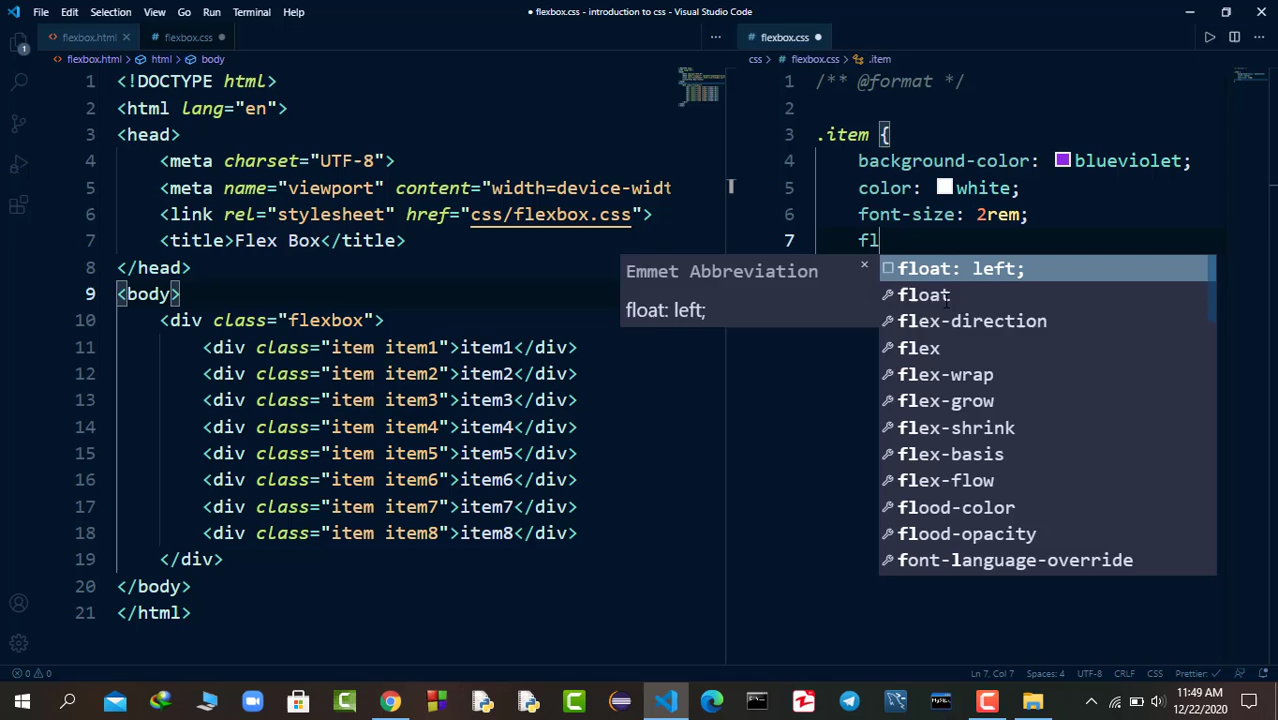 File Edit Selection View Go Run Terminal Help
● flexbox.css - introduction to css - Visual Studio Code
flexbox.html
# flexbox.css
# flexbox.css
flexbox.html > html > body
css > # flexbox.css > .item
1 <!DOCTYPE html>
2 <html lang="en">
3 <head>
4 <meta charset="UTF-8">
5 <meta name="viewport" content="width=device-widt
6 <link rel="stylesheet" href="css/flexbox.css">
7 <title>Flex Box</title>
8 </head>
9 <body>
10 <div class="flexbox">
11 <div class="item item1">item1</div>
12 <div class="item item2">item2</div>
13 <div class="item item3">item3</div>
14 <div class="item item4">item4</div>
15 <div class="item item5">item5</div>
16 <div class="item item6">item6</div>
17 <div class="item item7">item7</div>
18 <div class="item item8">item8</div>
19 </div>
20 </body>
21 </html>
1 /** @format */
2
3 .item {
4 background-color: blueviolet;
5 color: white;
6 font-size: 2rem;
7 fl
Emmet Abbreviation
float: left;
float: left;
float
flex-direction
flex
flex-wrap
flex-grow
flex-shrink
flex-basis
flex-flow
flood-color
flood-opacity
font-language-override
1
0 0
Ln 7, Col 7 Spaces: 4 UTF-8 CRLF CSS Prettier: ✓
11:49 AM
12/22/2020